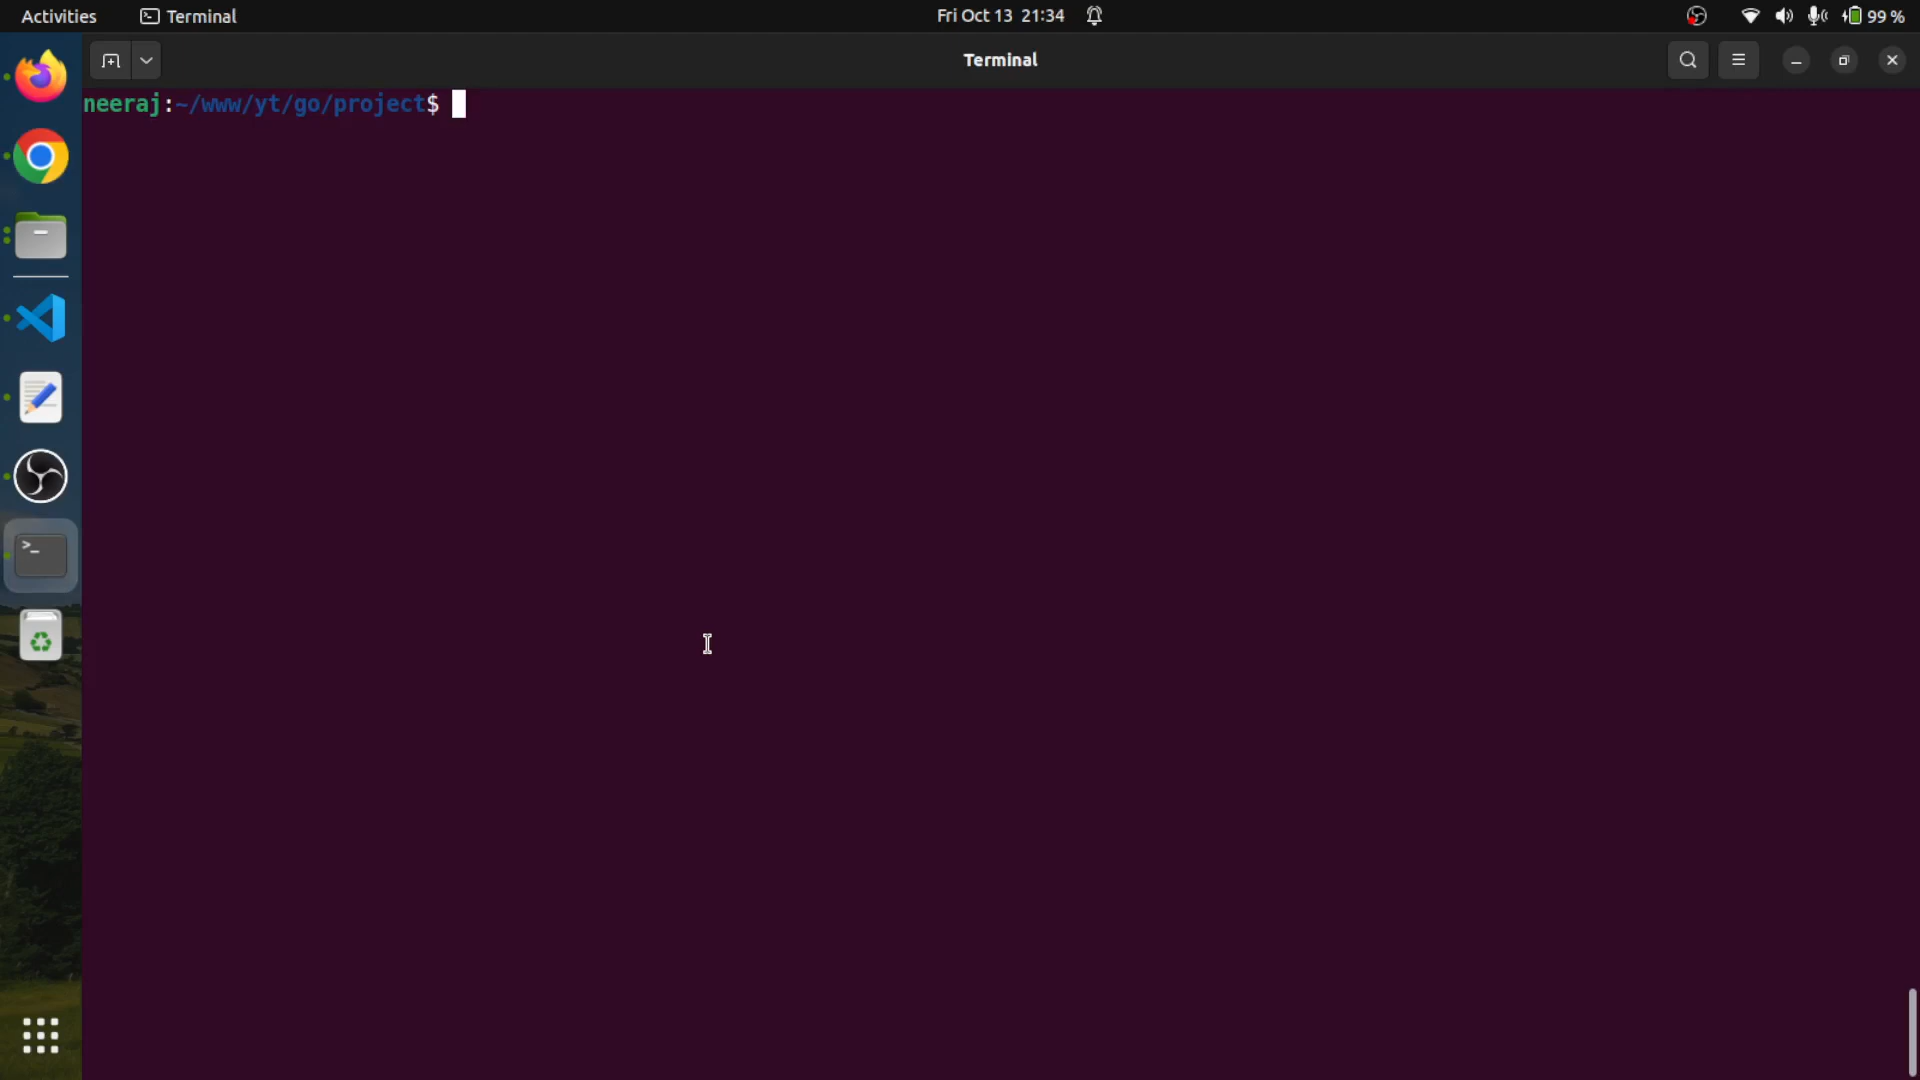 Activities Terminal Fri Oct 13 21:34 99 %
Terminal
neeraj:~/www/yt/go/project$